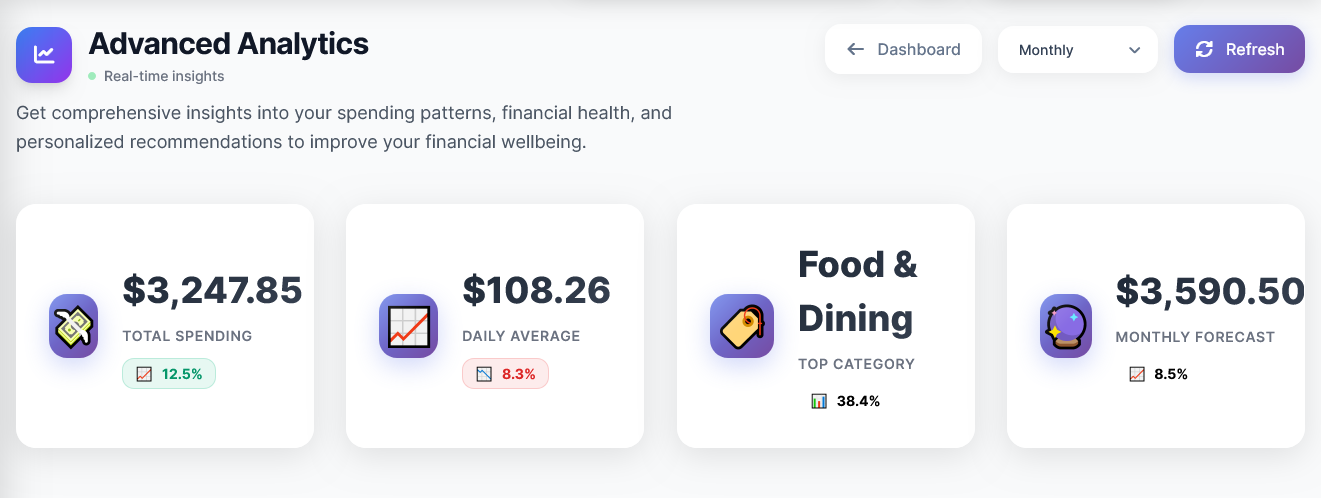 Advanced Analytics
Real-time insights
Dashboard
Monthly
Refresh
Get comprehensive insights into your spending patterns, financial health, and
personalized recommendations to improve your financial wellbeing.
$3,247.85
TOTAL SPENDING
12.5%
$108.26
DAILY AVERAGE
8.3%
Food &
Dining
TOP CATEGORY
38.4%
$3,590.50
MONTHLY FORECAST
8.5%